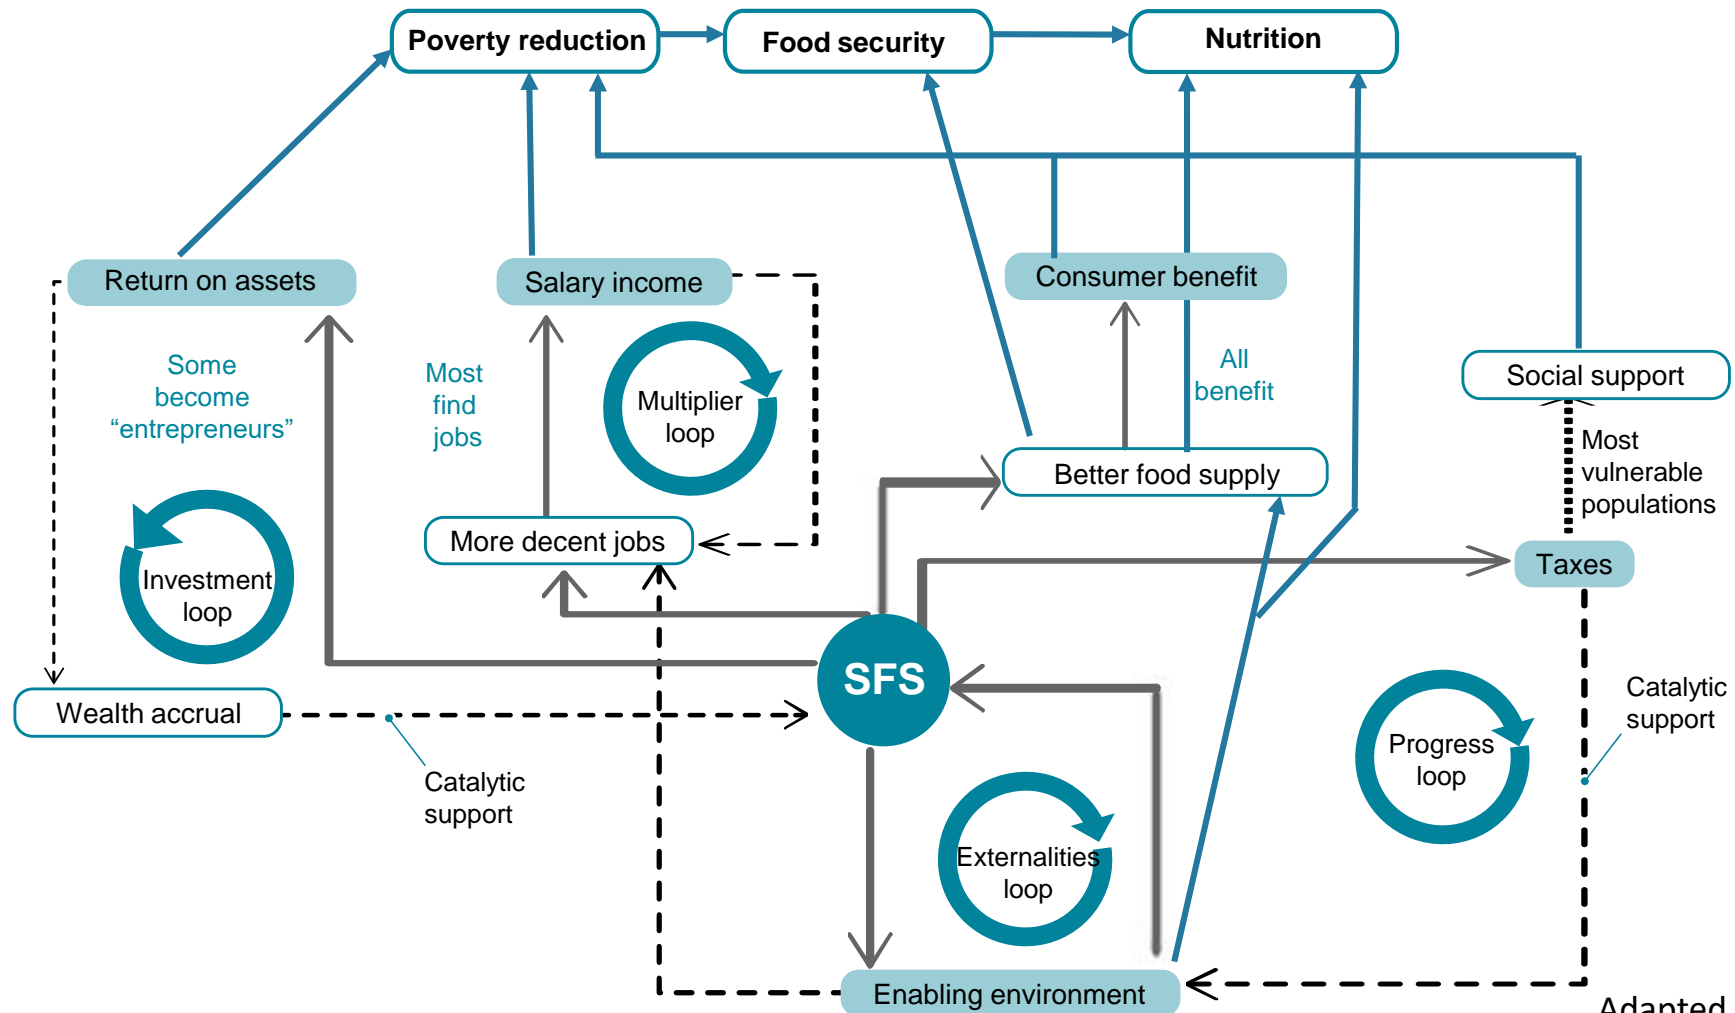 Poverty reduction
Food security
Nutrition
Return on assets
Salary income
Consumer benefit
Some
become
“entrepreneurs”
Most
find
jobs
Multiplier
loop
All
benefit
Social support
Better food supply
Most
vulnerable
populations
More decent jobs
Investment
loop
Taxes
SFS
Wealth accrual
Catalytic
support
Catalytic
support
Progress
loop
Externalities
loop
Enabling environment
Adapted